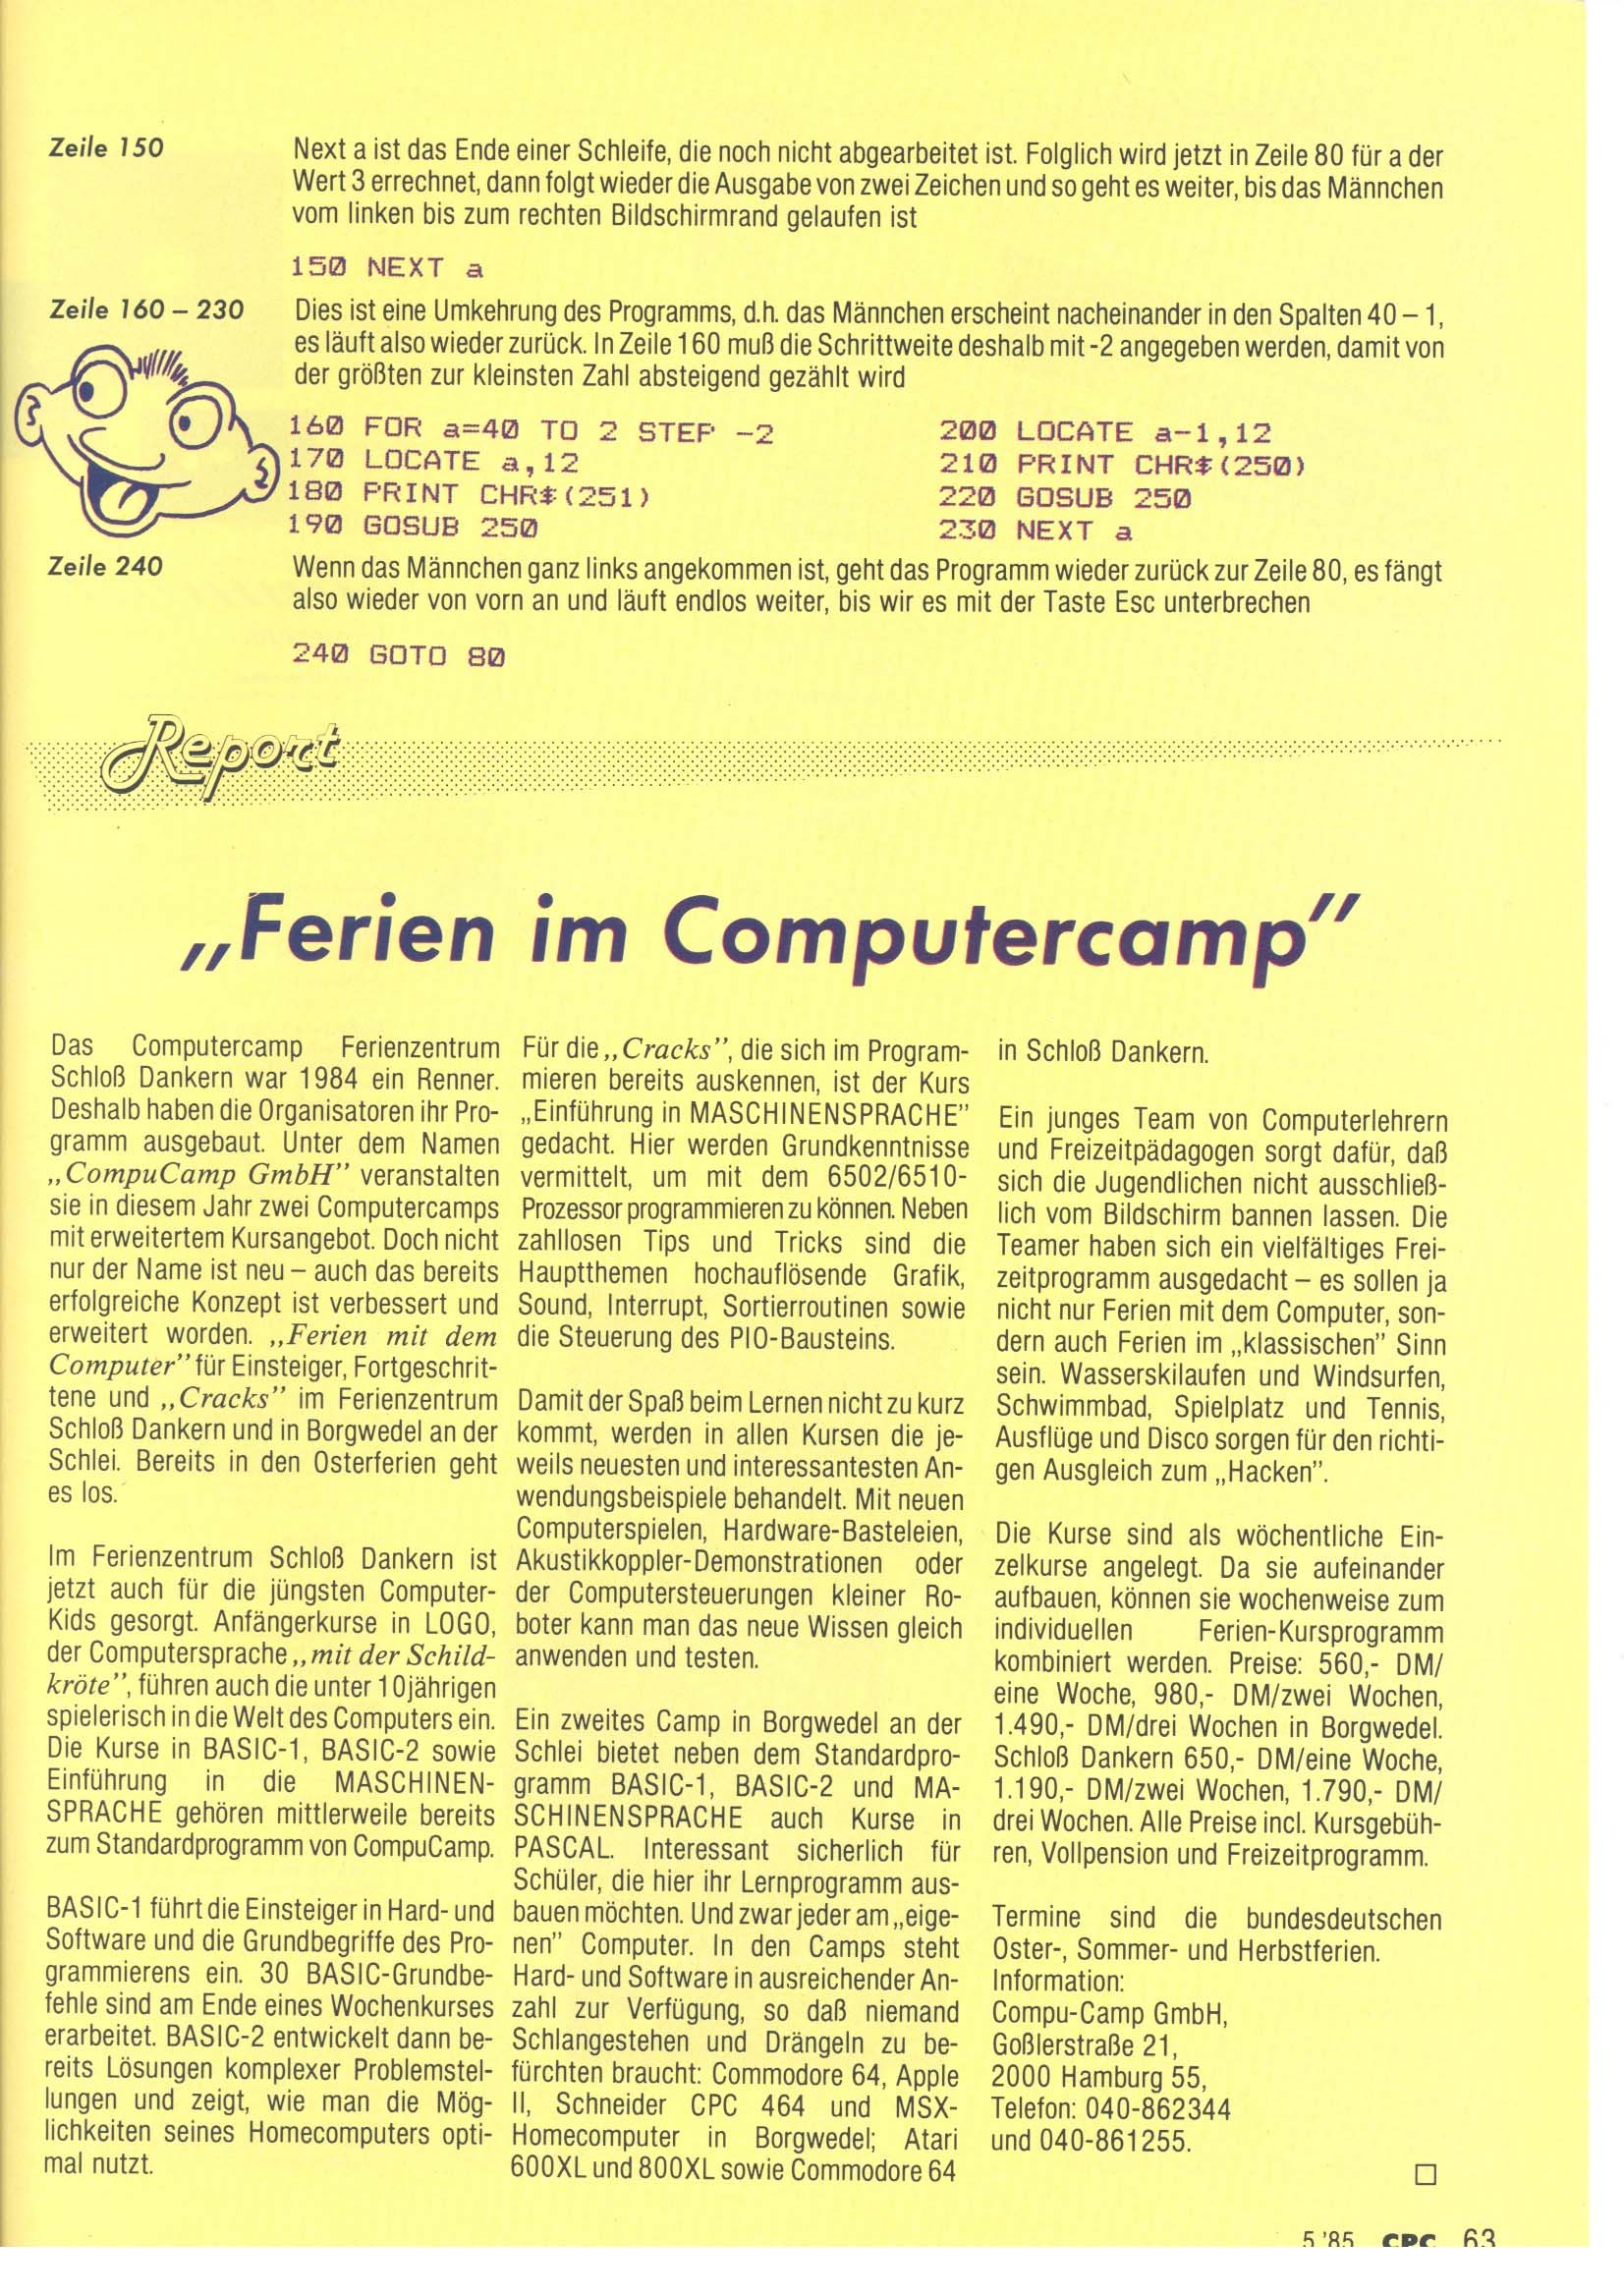 Zeile 150
Next a ist das Ende einer Schleife, die noch nicht abgearbeitet ist. Folglich wird jetzt in Zeile 80 für a der
Wert 3 errechnet, dann folgt wieder die Ausgabe von zwei Zeichen und so geht es weiter, bis das Männchen
vom linken bis zum rechten Bildschirmrand gelaufen ist
150 NEXT a
Zeile 160 – 230
Dies ist eine Umkehrung des Programms, d.h. das Männchen erscheint nacheinander in den Spalten 40 – 1,
es läuft also wieder zurück. In Zeile 160 muß die Schrittweite deshalb mit -2 angegeben werden, damit von
der größten zur kleinsten Zahl absteigend gezählt wird
160 FOR a=40 TO 2 STEP -2
170 LOCATE a,12
180 PRINT CHR$(251)
190 GOSUB 250
200 LOCATE a-1,12
210 PRINT CHR$(250)
220 GOSUB 250
230 NEXT a
Zeile 240
Wenn das Männchen ganz links angekommen ist, geht das Programm wieder zurück zur Zeile 80, es fängt
also wieder von vorn an und läuft endlos weiter, bis wir es mit der Taste Esc unterbrechen
240 GOTO 80
Report
„Ferien im Computercamp”
Das Computercamp Ferienzentrum
Schloß Dankern war 1984 ein Renner.
Deshalb haben die Organisatoren ihr Pro-
gramm ausgebaut. Unter dem Namen
„CompuCamp GmbH” veranstalten
sie in diesem Jahr zwei Computercamps
mit erweitertem Kursangebot. Doch nicht
nur der Name ist neu – auch das bereits
erfolgreiche Konzept ist verbessert und
erweitert worden. „Ferien mit dem
Computer” für Einsteiger, Fortgeschrit-
tene und „Cracks” im Ferienzentrum
Schloß Dankern und in Borgwedel an der
Schlei. Bereits in den Osterferien geht
es los.
Im Ferienzentrum Schloß Dankern ist
jetzt auch für die jüngsten Computer-
Kids gesorgt. Anfängerkurse in LOGO,
der Computersprache „mit der Schild-
kröte”, führen auch die unter 10jährigen
spielerisch in die Welt des Computers ein.
Die Kurse in BASIC-1, BASIC-2 sowie
Einführung in die MASCHINEN-
SPRACHE gehören mittlerweile bereits
zum Standardprogramm von CompuCamp.
BASIC-1 führt die Einsteiger in Hard- und
Software und die Grundbegriffe des Pro-
grammierens ein. 30 BASIC-Grundbe-
fehle sind am Ende eines Wochenkurses
erarbeitet. BASIC-2 entwickelt dann be-
reits Lösungen komplexer Problemstel-
lungen und zeigt, wie man die Mög-
lichkeiten seines Homecomputers opti-
mal nutzt.
Für die „Cracks”, die sich im Program-
mieren bereits auskennen, ist der Kurs
„Einführung in MASCHINENSPRACHE”
gedacht. Hier werden Grundkenntnisse
vermittelt, um mit dem 6502/6510-
Prozessor programmieren zu können. Neben
zahllosen Tips und Tricks sind die
Hauptthemen hochauflösende Grafik,
Sound, Interrupt, Sortierroutinen sowie
die Steuerung des PIO-Bausteins.
Damit der Spaß beim Lernen nicht zu kurz
kommt, werden in allen Kursen die je-
weils neuesten und interessantesten An-
wendungsbeispiele behandelt. Mit neuen
Computerspielen, Hardware-Basteleien,
Akustikkoppler-Demonstrationen oder
der Computersteuerungen kleiner Ro-
boter kann man das neue Wissen gleich
anwenden und testen.
Ein zweites Camp in Borgwedel an der
Schlei bietet neben dem Standardpro-
gramm BASIC-1, BASIC-2 und MA-
SCHINENSPRACHE auch Kurse in
PASCAL. Interessant sicherlich für
Schüler, die hier ihr Lernprogramm aus-
bauen möchten. Und zwar jeder am „eige-
nen” Computer. In den Camps steht
Hard- und Software in ausreichender An-
zahl zur Verfügung, so daß niemand
Schlangestehen und Drängeln zu be-
fürchten braucht: Commodore 64, Apple
II, Schneider CPC 464 und MSX-
Homecomputer in Borgwedel; Atari
600XL und 800XL sowie Commodore 64
in Schloß Dankern.
Ein junges Team von Computerlehrern
und Freizeitpädagogen sorgt dafür, daß
sich die Jugendlichen nicht ausschließ-
lich vom Bildschirm bannen lassen. Die
Teamer haben sich ein vielfältiges Frei-
zeitprogramm ausgedacht – es sollen ja
nicht nur Ferien mit dem Computer, son-
dern auch Ferien im „klassischen” Sinn
sein. Wasserskilaufen und Windsurfen,
Schwimmbad, Spielplatz und Tennis,
Ausflüge und Disco sorgen für den richti-
gen Ausgleich zum „Hacken”.
Die Kurse sind als wöchentliche Ein-
zelkurse angelegt. Da sie aufeinander
aufbauen, können sie wochenweise zum
individuellen Ferien-Kursprogramm
kombiniert werden. Preise: 560,- DM/
eine Woche, 980,- DM/zwei Wochen,
1.490,- DM/drei Wochen in Borgwedel.
Schloß Dankern 650,- DM/eine Woche,
1.190,- DM/zwei Wochen, 1.790,- DM/
drei Wochen. Alle Preise incl. Kursgebüh-
ren, Vollpension und Freizeitprogramm.
Termine sind die bundesdeutschen
Oster-, Sommer- und Herbstferien.
Information:
Compu-Camp GmbH,
Goßlerstraße 21,
2000 Hamburg 55,
Telefon: 040-862344
und 040-861255.
5 '85 CPC 63